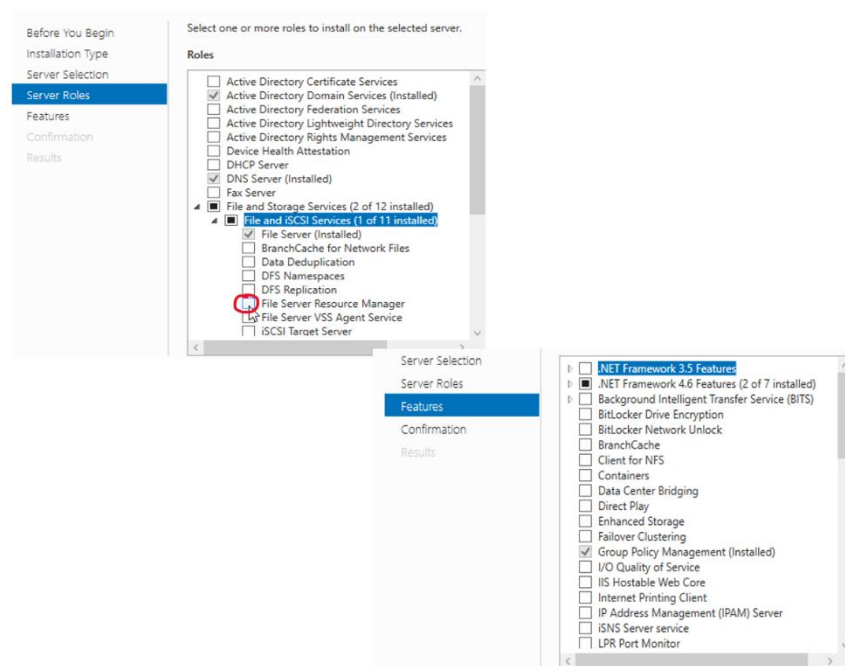 Before You Begin
Installation Type
Server Selection
Server Roles
Features
Confirmation
Results
Select one or more roles to install on the selected server.
Roles
Active Directory Certificate Services
Active Directory Domain Services (Installed)
Active Directory Federation Services
Active Directory Lightweight Directory Services
Active Directory Rights Management Services
Device Health Attestation
DHCP Server
DNS Server (Installed)
Fax Server
File and Storage Services (2 of 12 installed)
File and iSCSI Services (1 of 11 installed)
File Server (Installed)
BranchCache for Network Files
Data Deduplication
DFS Namespaces
DFS Replication
File Server Resource Manager
File Server VSS Agent Service
iSCSI Target Server
Server Selection
Server Roles
Features
Confirmation
Results
.NET Framework 3.5 Features
.NET Framework 4.6 Features (2 of 7 installed)
Background Intelligent Transfer Service (BITS)
BitLocker Drive Encryption
BitLocker Network Unlock
BranchCache
Client for NFS
Containers
Data Center Bridging
Direct Play
Enhanced Storage
Failover Clustering
Group Policy Management (Installed)
I/O Quality of Service
IIS Hostable Web Core
Internet Printing Client
IP Address Management (IPAM) Server
iSNS Server service
LPR Port Monitor